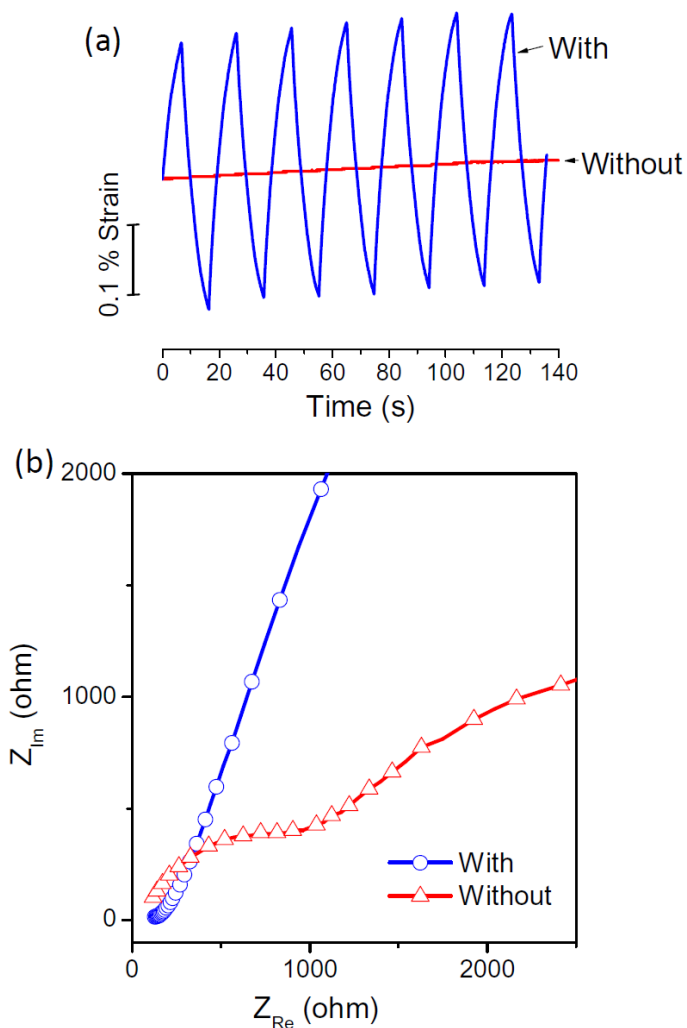 (a)
With
Without
0.1 % Strain
0 20 40 60 80 100 120 140
Time (s)
(b)
2000
1000
0
Z_Im (ohm)
With
Without
0 1000 2000
Z_Re (ohm)